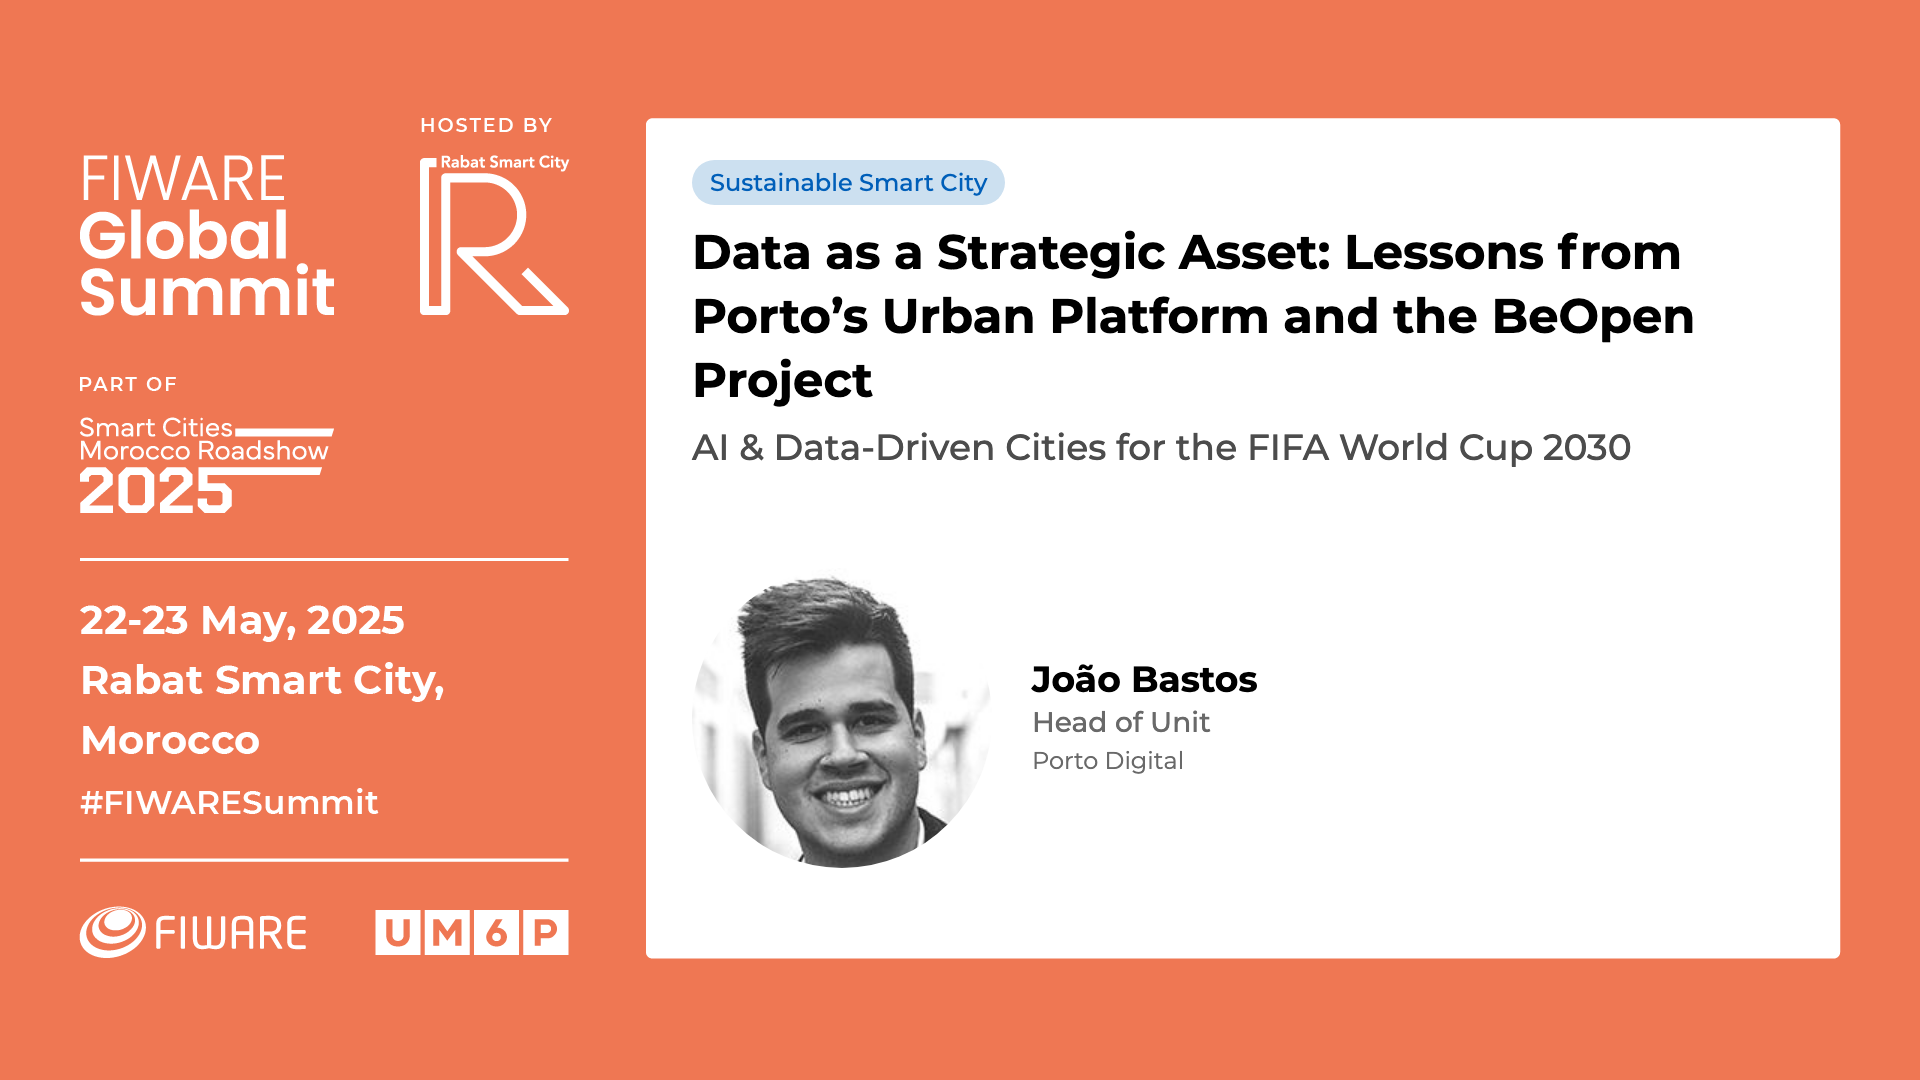 FIWARE
Global
Summit
HOSTED BY
Rabat Smart City
R
PART OF
Smart Cities
Morocco Roadshow
2025
22-23 May, 2025
Rabat Smart City,
Morocco
#FIWARESummit
FIWARE
UM6P
Sustainable Smart City
Data as a Strategic Asset: Lessons from
Porto’s Urban Platform and the BeOpen
Project
AI & Data-Driven Cities for the FIFA World Cup 2030
João Bastos
Head of Unit
Porto Digital